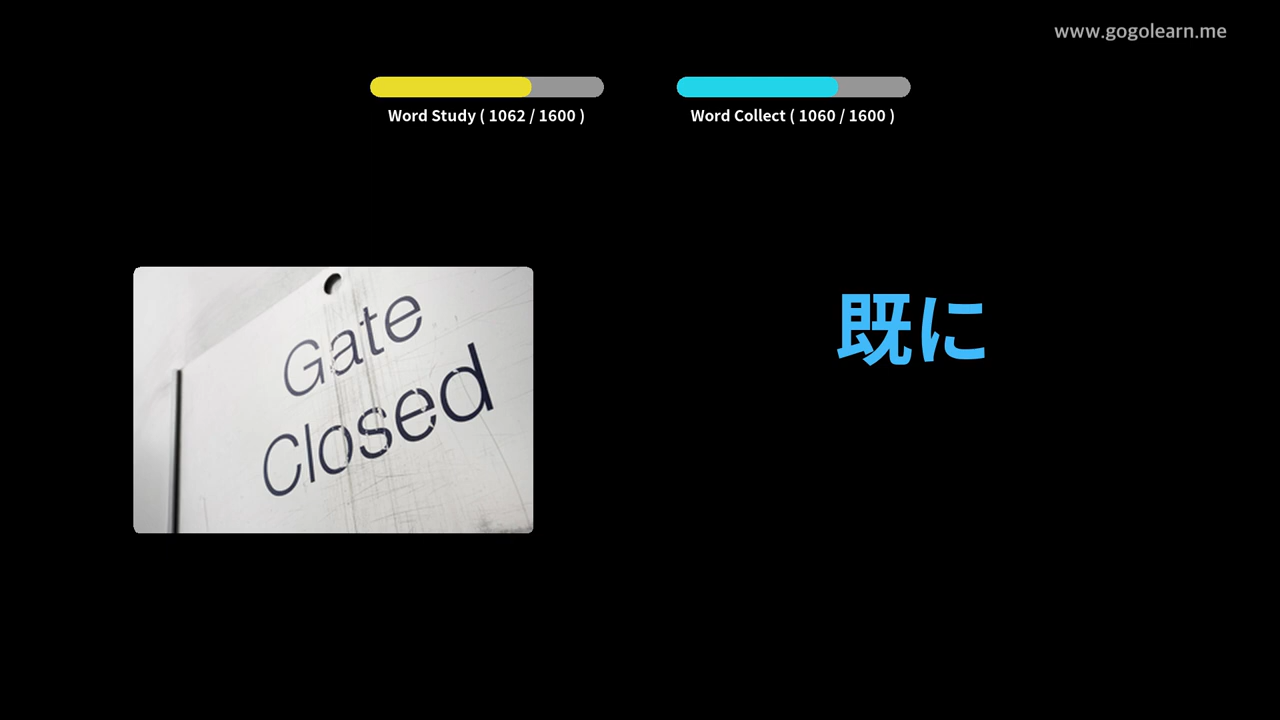 www.gogolearn.me
Word Study ( 1062 / 1600 )
Word Collect ( 1060 / 1600 )
Gate
Closed
既に